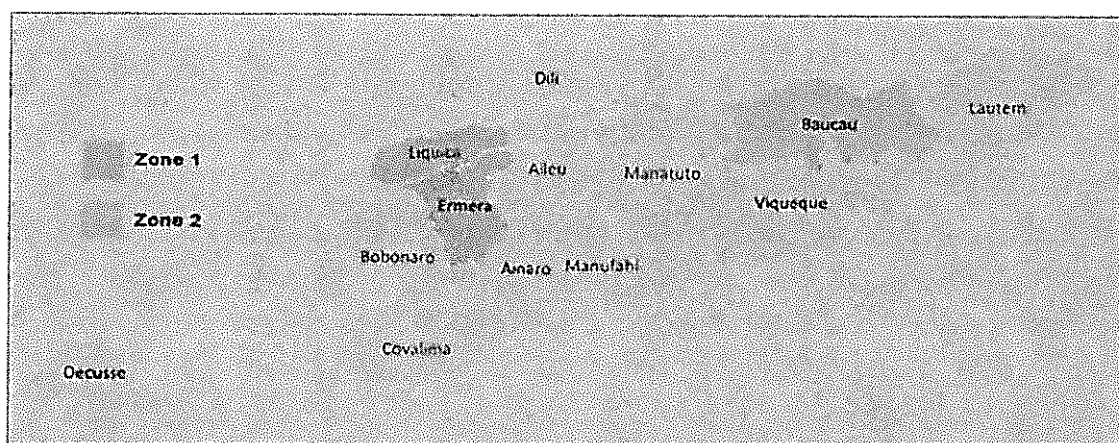 Dili
Lautem
Baucau
Zone 1
Liquica
Aileu
Manatuto
Zone 2
Ermera
Viqueque
Bobonaro
Ainaro
Manufahi
Covalima
Oecusse